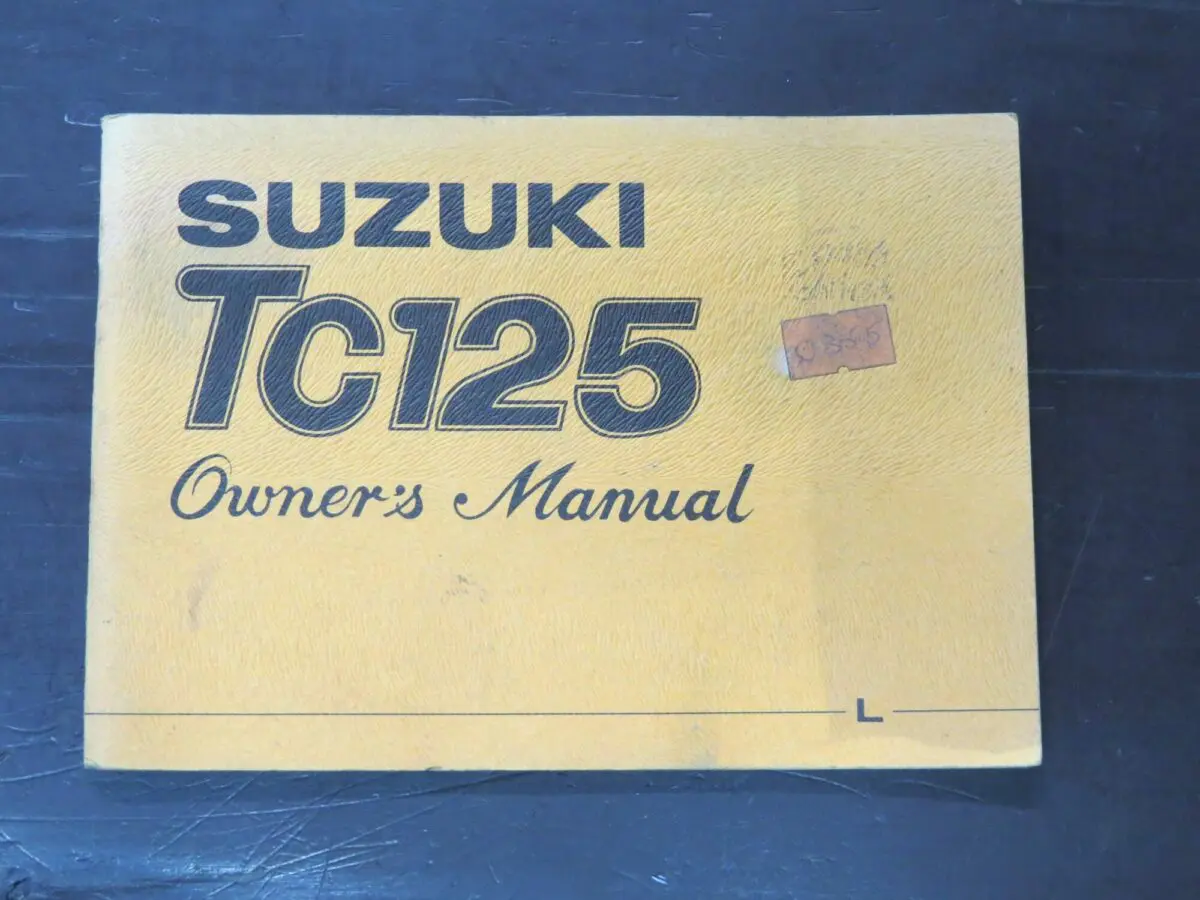 SUZUKI
TC125
Owner's Manual
L